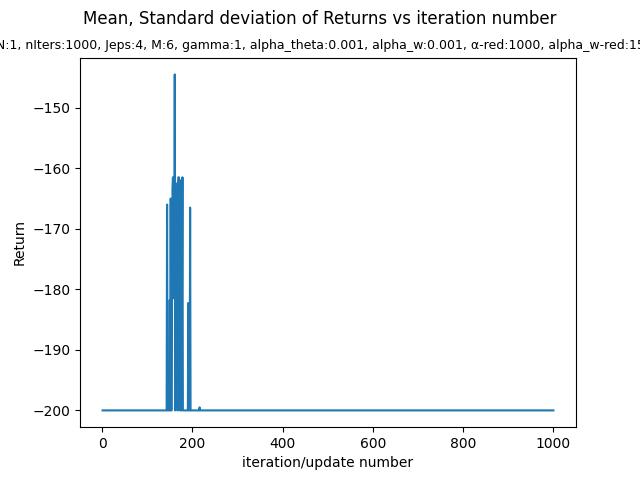 Mean, Standard deviation of Returns vs iteration number
N:1, nIters:1000, Jeps:4, M:6, gamma:1, alpha_theta:0.001, alpha_w:0.001, α-red:1000, alpha_w-red:15
Return
−150
−160
−170
−180
−190
−200
0 200 400 600 800 1000
iteration/update number